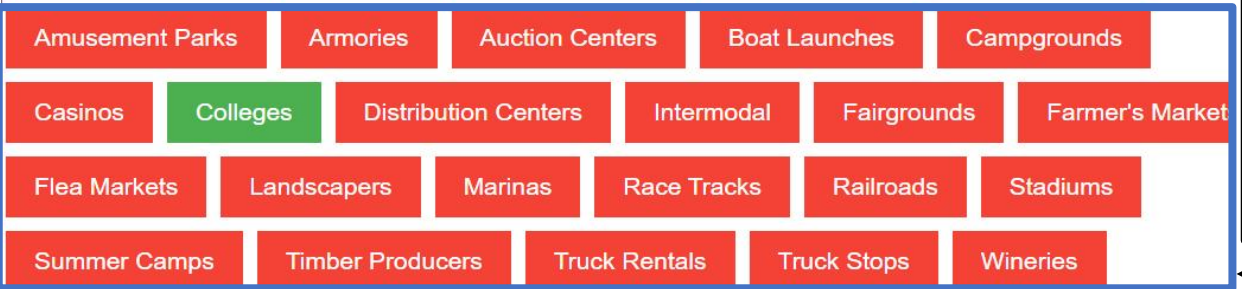 Amusement Parks Armories Auction Centers Boat Launches Campgrounds
Casinos Colleges Distribution Centers Intermodal Fairgrounds Farmer's Market
Flea Markets Landscapers Marinas Race Tracks Railroads Stadiums
Summer Camps Timber Producers Truck Rentals Truck Stops Wineries